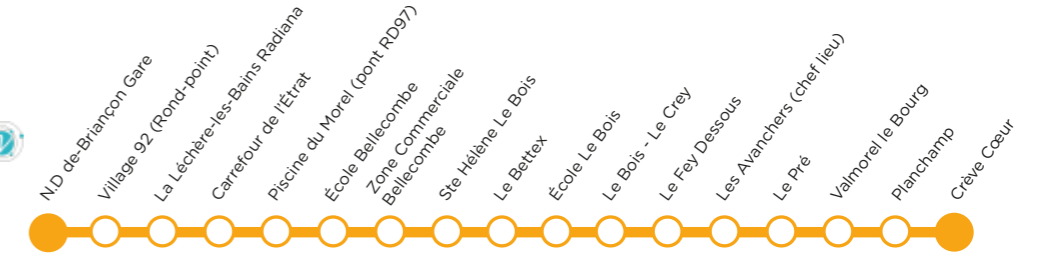 N.D de-Briançon Gare
Village 92 (Rond-point)
La Léchère-les-Bains Radiana
Carrefour de l'Étrat
Piscine du Morel (pont RD97)
École Bellecombe
Zone Commerciale
Bellecombe
Ste Hélène Le Bois
Le Bettex
École Le Bois
Le Bois - Le Crey
Le Fey Dessous
Les Avanchers (chef lieu)
Le Pré
Valmorel le Bourg
Planchamp
Crève Cœur